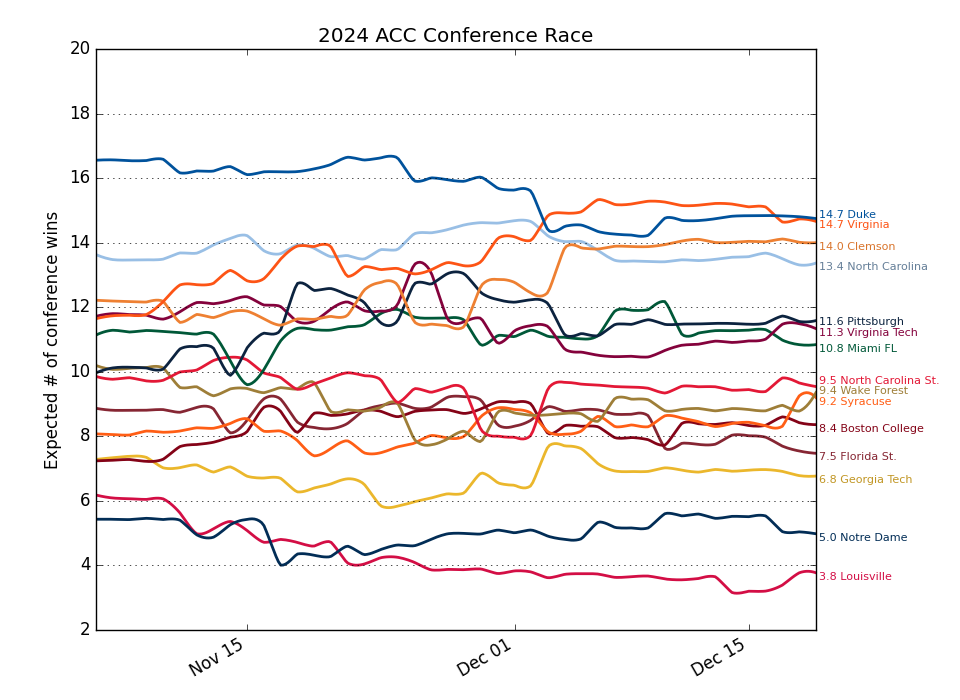 2024 ACC Conference Race
Expected # of conference wins
20
18
16
14
12
10
8
6
4
2
Nov 15
Dec 01
Dec 15
14.7 Duke
14.7 Virginia
14.0 Clemson
13.4 North Carolina
11.6 Pittsburgh
11.3 Virginia Tech
10.8 Miami FL
9.5 North Carolina St.
9.4 Wake Forest
9.2 Syracuse
8.4 Boston College
7.5 Florida St.
6.8 Georgia Tech
5.0 Notre Dame
3.8 Louisville